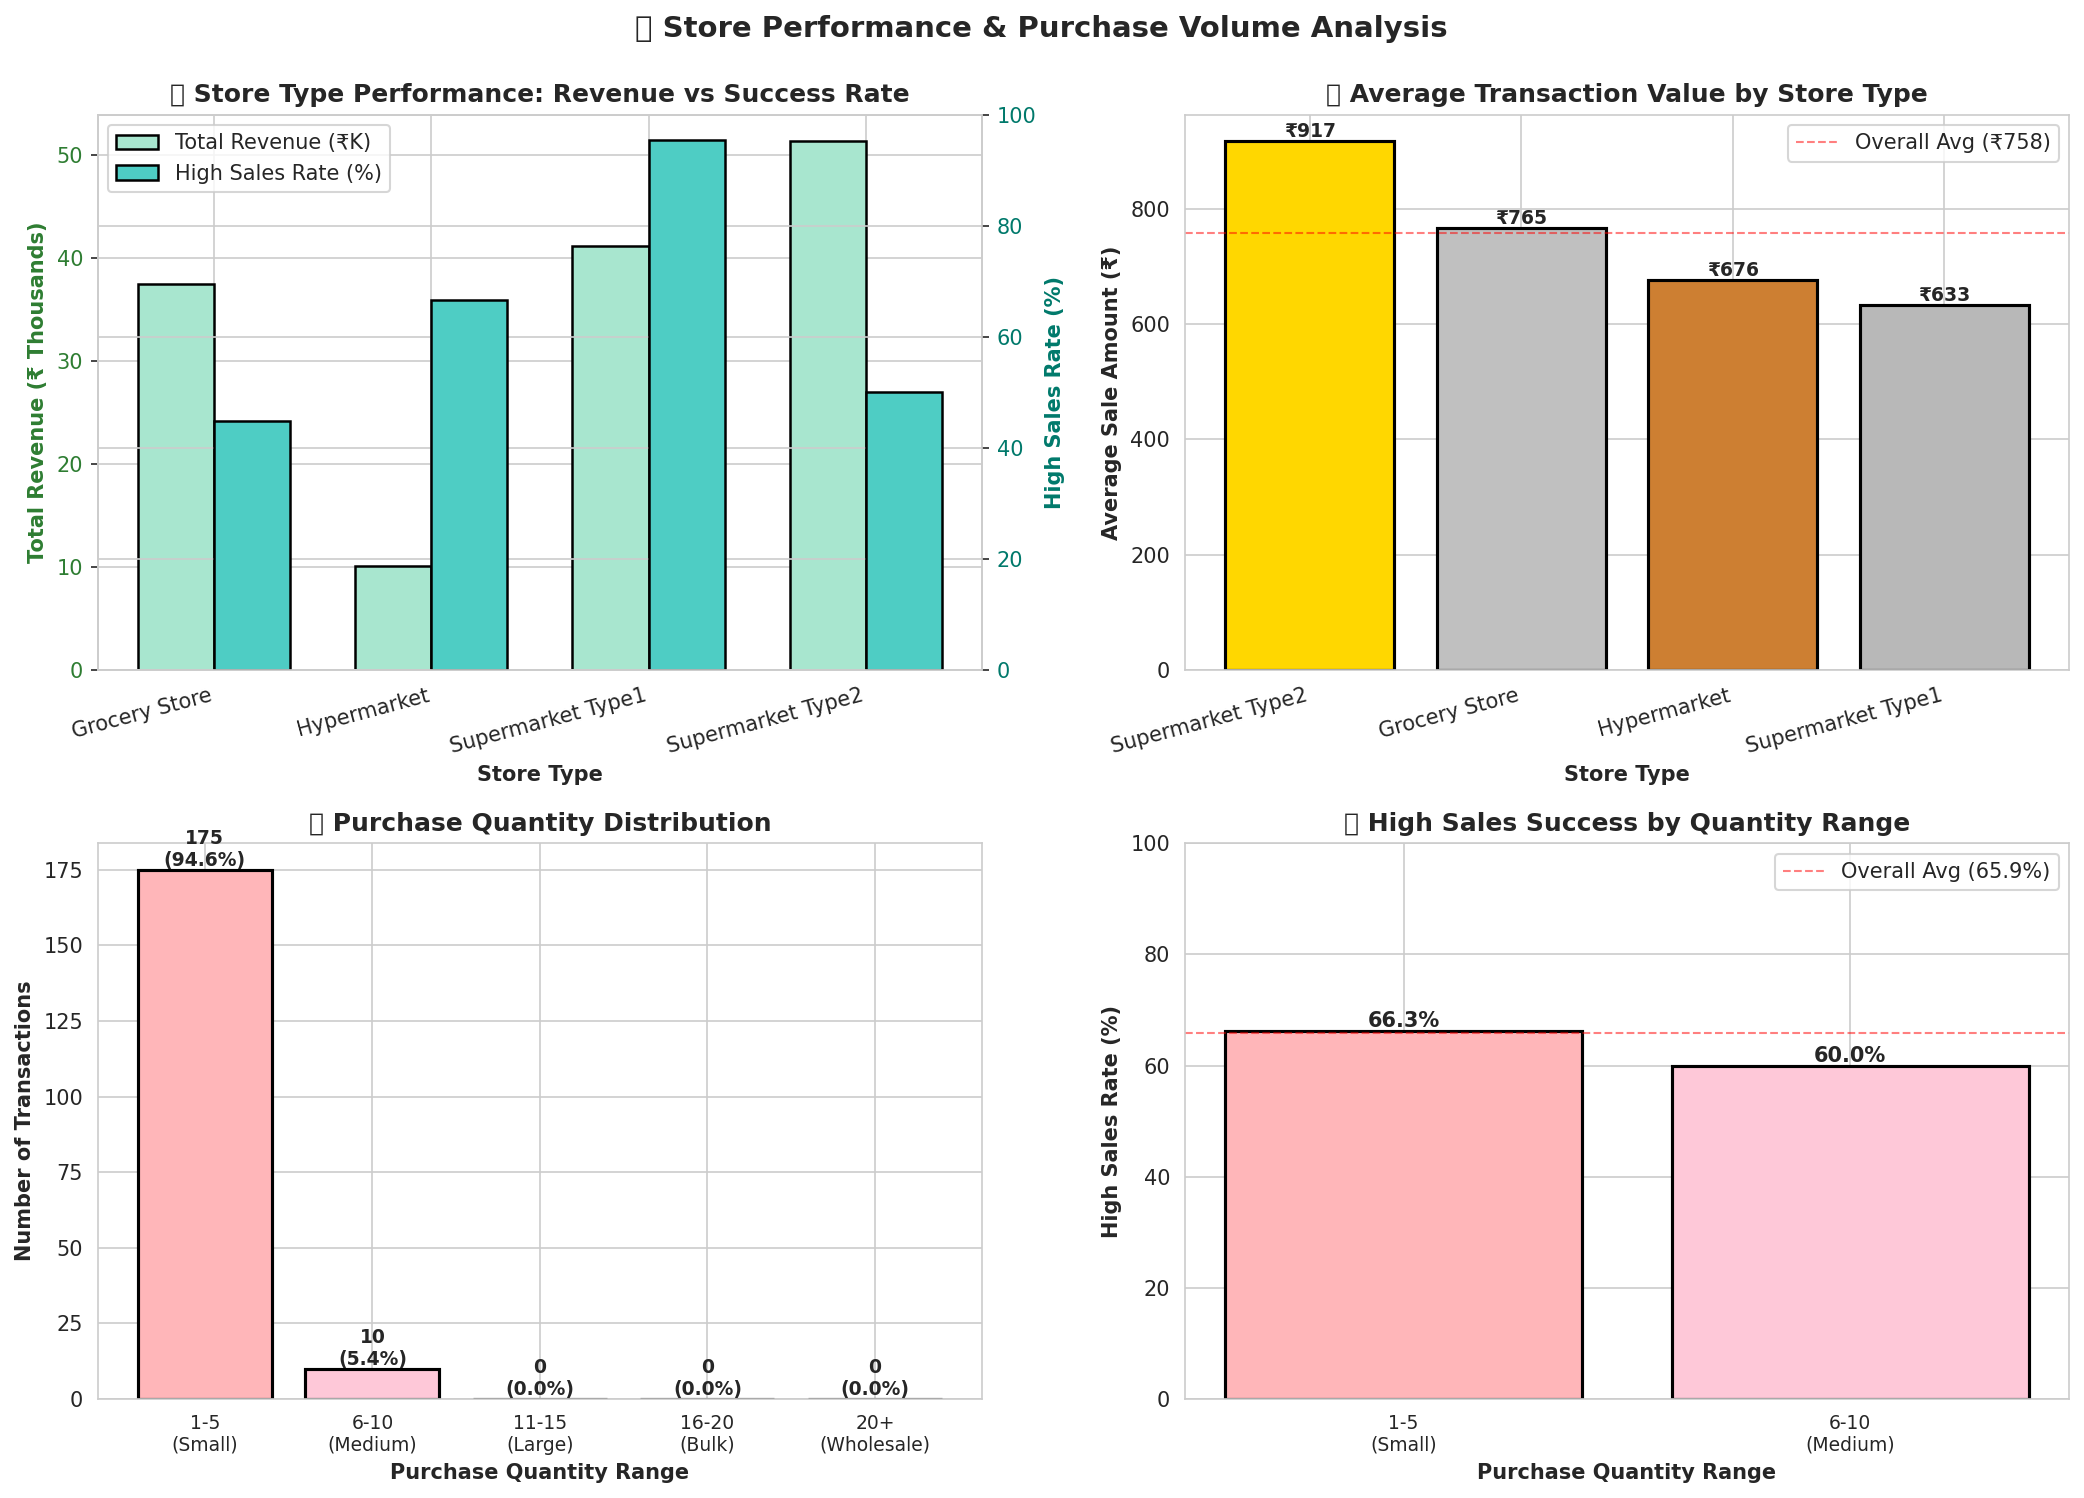 Store Performance & Purchase Volume Analysis
Store Type Performance: Revenue vs Success Rate
Total Revenue (₹K)
High Sales Rate (%)
Total Revenue (₹ Thousands)
50
40
30
20
10
0
100
80
60
40
20
0
High Sales Rate (%)
Grocery Store
Hypermarket
Supermarket Type1
Supermarket Type2
Store Type
Average Transaction Value by Store Type
Overall Avg (₹758)
Average Sale Amount (₹)
800
600
400
200
0
₹917
₹765
₹676
₹633
Supermarket Type2
Grocery Store
Hypermarket
Supermarket Type1
Store Type
Purchase Quantity Distribution
Number of Transactions
175
150
125
100
75
50
25
0
175
(94.6%)
10
(5.4%)
0
(0.0%)
0
(0.0%)
0
(0.0%)
1-5
(Small)
6-10
(Medium)
11-15
(Large)
16-20
(Bulk)
20+
(Wholesale)
Purchase Quantity Range
High Sales Success by Quantity Range
Overall Avg (65.9%)
High Sales Rate (%)
100
80
60
40
20
0
66.3%
60.0%
1-5
(Small)
6-10
(Medium)
Purchase Quantity Range